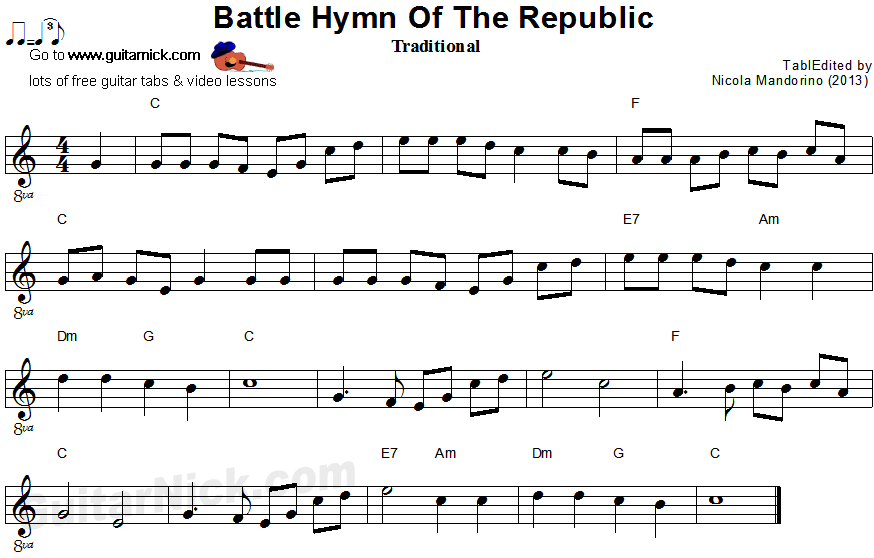 Battle Hymn Of The Republic
3
Go to www.guitarnick.com
Traditional
lots of free guitar tabs & video lessons
TablEdited by
Nicola Mandorino (2013)
C F
4
4
8va
C E7 Am
8va
Dm G C F
8va
C E7 Am Dm G C
GuitarNick.com
8va